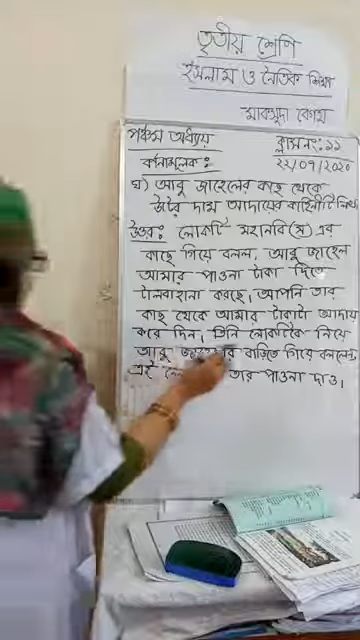 তৃতীয় শ্রেণি
ইসলাম ও নৈতিক শিক্ষা
মাকসুদা বেগম
পঞ্চম অধ্যায়
ক্লাস নং: ১১
বর্ণনামূলক:
২২/০৭/২০২০
ঘ) আবু জাহেলের কাছ থেকে
উটের দাম আদায়ের কাহিনীটি লিখ
উত্তর: লোকটি মহানবি (স) এর
কাছে গিয়ে বলল, আবু জাহেল
আমার পাওনা টাকা দিতে
টালবাহানা করছে, আপনি তার
কাছ থেকে আমার টাকাটা আদায়
করে দিন, তিনি লোকটিকে নিয়ে
আবু জাহেলের বাড়িতে গিয়ে বললেন
এই তার পাওনা দাও।